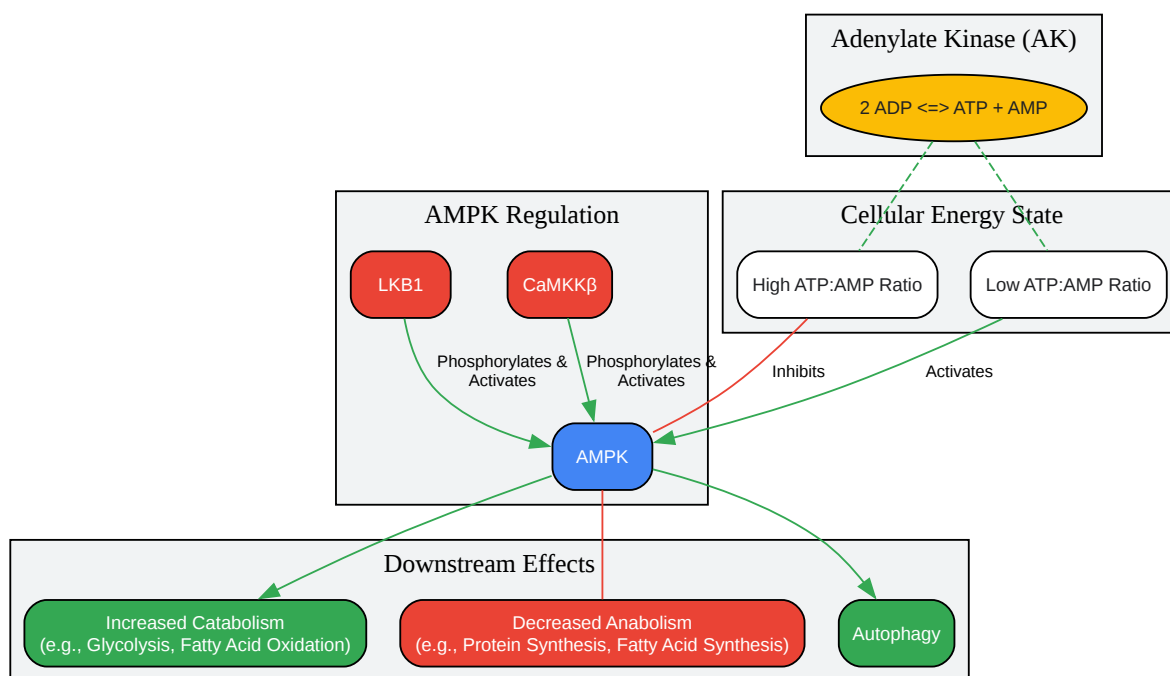 Adenylate Kinase (AK)
2 ADP <=> ATP + AMP
AMPK Regulation
Cellular Energy State
LKB1
CaMKKβ
High ATP:AMP Ratio
Low ATP:AMP Ratio
Phosphorylates &
Activates
Phosphorylates &
Activates
Inhibits
Activates
AMPK
Downstream Effects
Increased Catabolism
(e.g., Glycolysis, Fatty Acid Oxidation)
Decreased Anabolism
(e.g., Protein Synthesis, Fatty Acid Synthesis)
Autophagy